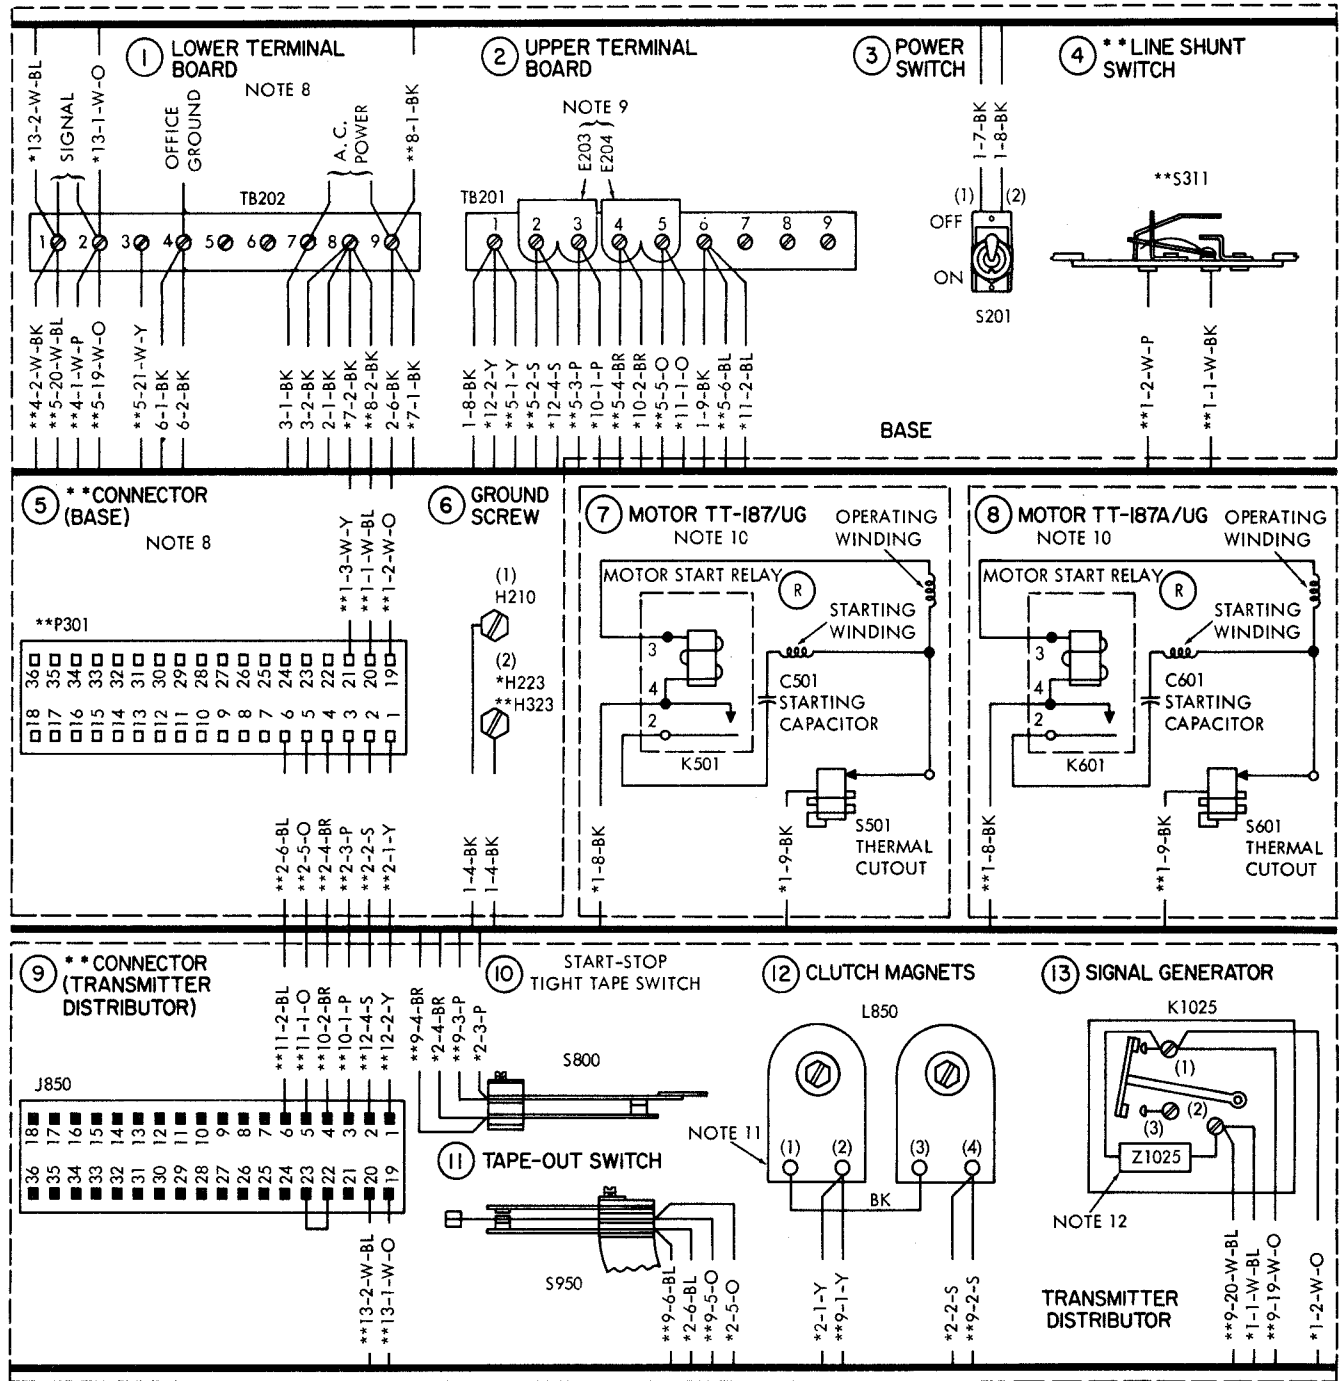 1 LOWER TERMINAL
BOARD
NOTE 8
*13-2-W-BL
SIGNAL
*13-1-W-O
OFFICE
GROUND
A.C.
POWER
**8-1-BK
TB202
1 2 3 4 5 6 7 8 9
**4-2-W-BK
**5-20-W-BL
**4-1-W-P
**5-19-W-O
**5-21-W-Y
6-1-BK
6-2-BK
3-1-BK
3-2-BK
2-1-BK
*7-2-BK
**8-2-BK
2-6-BK
*7-1-BK
2 UPPER TERMINAL
BOARD
NOTE 9
E203
E204
TB201
1 2 3 4 5 6 7 8 9
1-8-BK
*12-2-Y
**5-1-Y
**5-2-S
*12-4-S
**5-3-P
*10-1-P
**5-4-BR
*10-2-BR
**5-5-O
*11-1-O
1-9-BK
**5-6-BL
*11-2-BL
3 POWER
SWITCH
1-7-BK
1-8-BK
(1) (2)
OFF
ON
S201
4 **LINE SHUNT
SWITCH
**S311
**1-2-W-P
**1-1-W-BK
BASE
5 **CONNECTOR
(BASE)
NOTE 8
**1-3-W-Y
**1-1-W-BL
**1-2-W-O
**P301
36 35 34 33 32 31 30 29 28 27 26 25 24 23 22 21 20 19
18 17 16 15 14 13 12 11 10 9 8 7 6 5 4 3 2 1
**2-6-BL
**2-5-O
**2-4-BR
**2-3-P
**2-2-S
**2-1-Y
6 GROUND
SCREW
(1)
H210
(2)
*H223
**H323
1-4-BK
1-4-BK
7 MOTOR TT-187/UG
NOTE 10
OPERATING
WINDING
MOTOR START RELAY
R
STARTING
WINDING
3
4
2
C501
STARTING
CAPACITOR
K501
S501
THERMAL
CUTOUT
*1-8-BK
*1-9-BK
8 MOTOR TT-187A/UG
NOTE 10
OPERATING
WINDING
MOTOR START RELAY
R
STARTING
WINDING
3
4
2
C601
STARTING
CAPACITOR
K601
S601
THERMAL
CUTOUT
**1-8-BK
**1-9-BK
9 **CONNECTOR
(TRANSMITTER
DISTRIBUTOR)
**11-2-BL
**11-1-O
**10-2-BR
**10-1-P
**12-4-S
**12-2-Y
J850
18 17 16 15 14 13 12 11 10 9 8 7 6 5 4 3 2 1
36 35 34 33 32 31 30 29 28 27 26 25 24 23 22 21 20 19
**13-2-W-BL
**13-1-W-O
10 START-STOP
TIGHT TAPE SWITCH
**9-4-BR
*2-4-BR
**9-3-P
*2-3-P
S800
11 TAPE-OUT SWITCH
S950
**9-6-BL
*2-6-BL
**9-5-O
*2-5-O
12 CLUTCH MAGNETS
L850
NOTE 11
(1) (2) (3) (4)
BK
*2-1-Y
**9-1-Y
*2-2-S
**9-2-S
13 SIGNAL GENERATOR
K1025
(1)
(2)
(3)
Z1025
NOTE 12
**9-20-W-BL
*1-1-W-BL
**9-19-W-O
*1-2-W-O
TRANSMITTER
DISTRIBUTOR